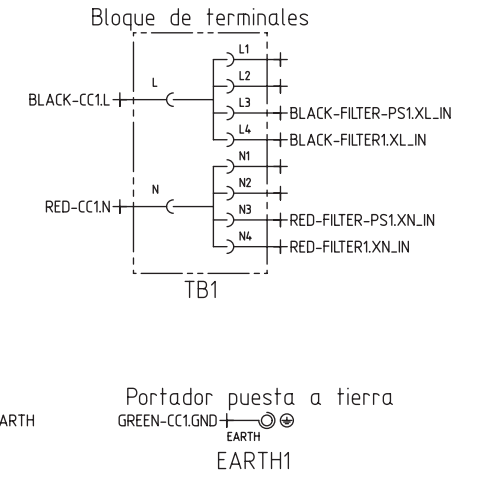 Bloque de terminales
L1
L2
BLACK-CC1.L
L
L3
BLACK-FILTER-PS1.XL_IN
L4
BLACK-FILTER1.XL_IN
N1
N2
RED-CC1.N
N
N3
RED-FILTER-PS1.XN_IN
N4
RED-FILTER1.XN_IN
TB1
Portador puesta a tierra
ARTH
GREEN-CC1.GND
EARTH
EARTH1